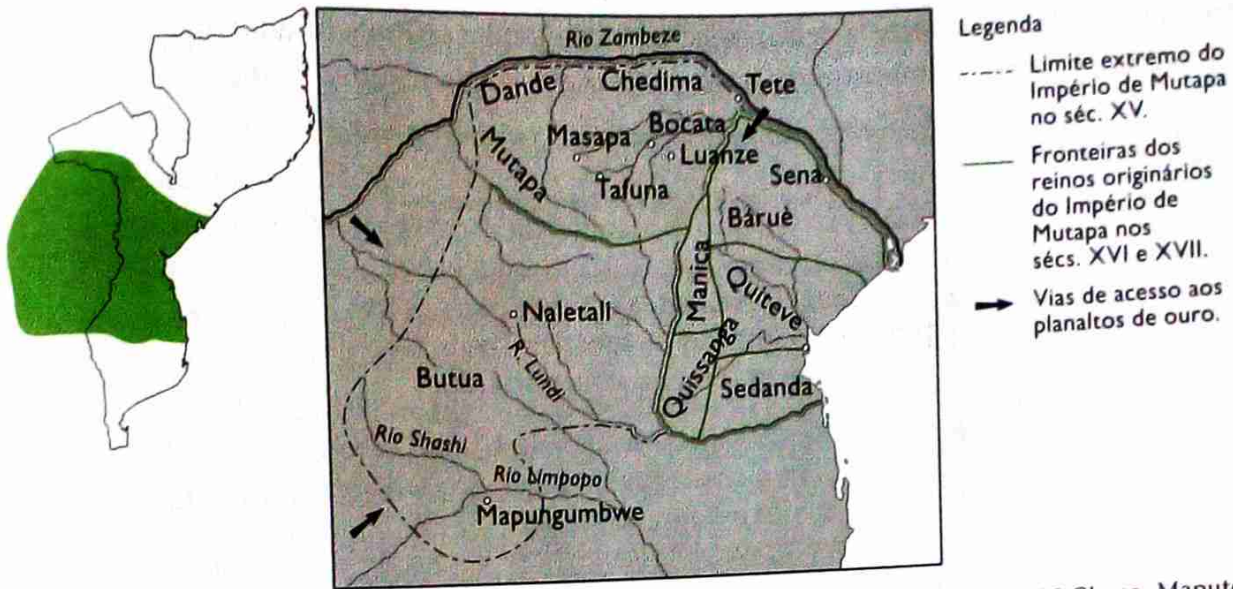 Rio Zambeze
Dande
Chedima
Tete
Mutapa
Masapa
Bocata
Luanze
Tafuna
Sena
Báruè
Manica
Quiteve
Naletali
R. Lundi
Quissanga
Butua
Sedanda
Rio Shashi
Rio Limpopo
Mapungumbwe
Legenda
Limite extremo do
Império de Mutapa
no séc. XV.
Fronteiras dos
reinos originários
do Império de
Mutapa nos
sécs. XVI e XVII.
Vias de acesso aos
planaltos de ouro.